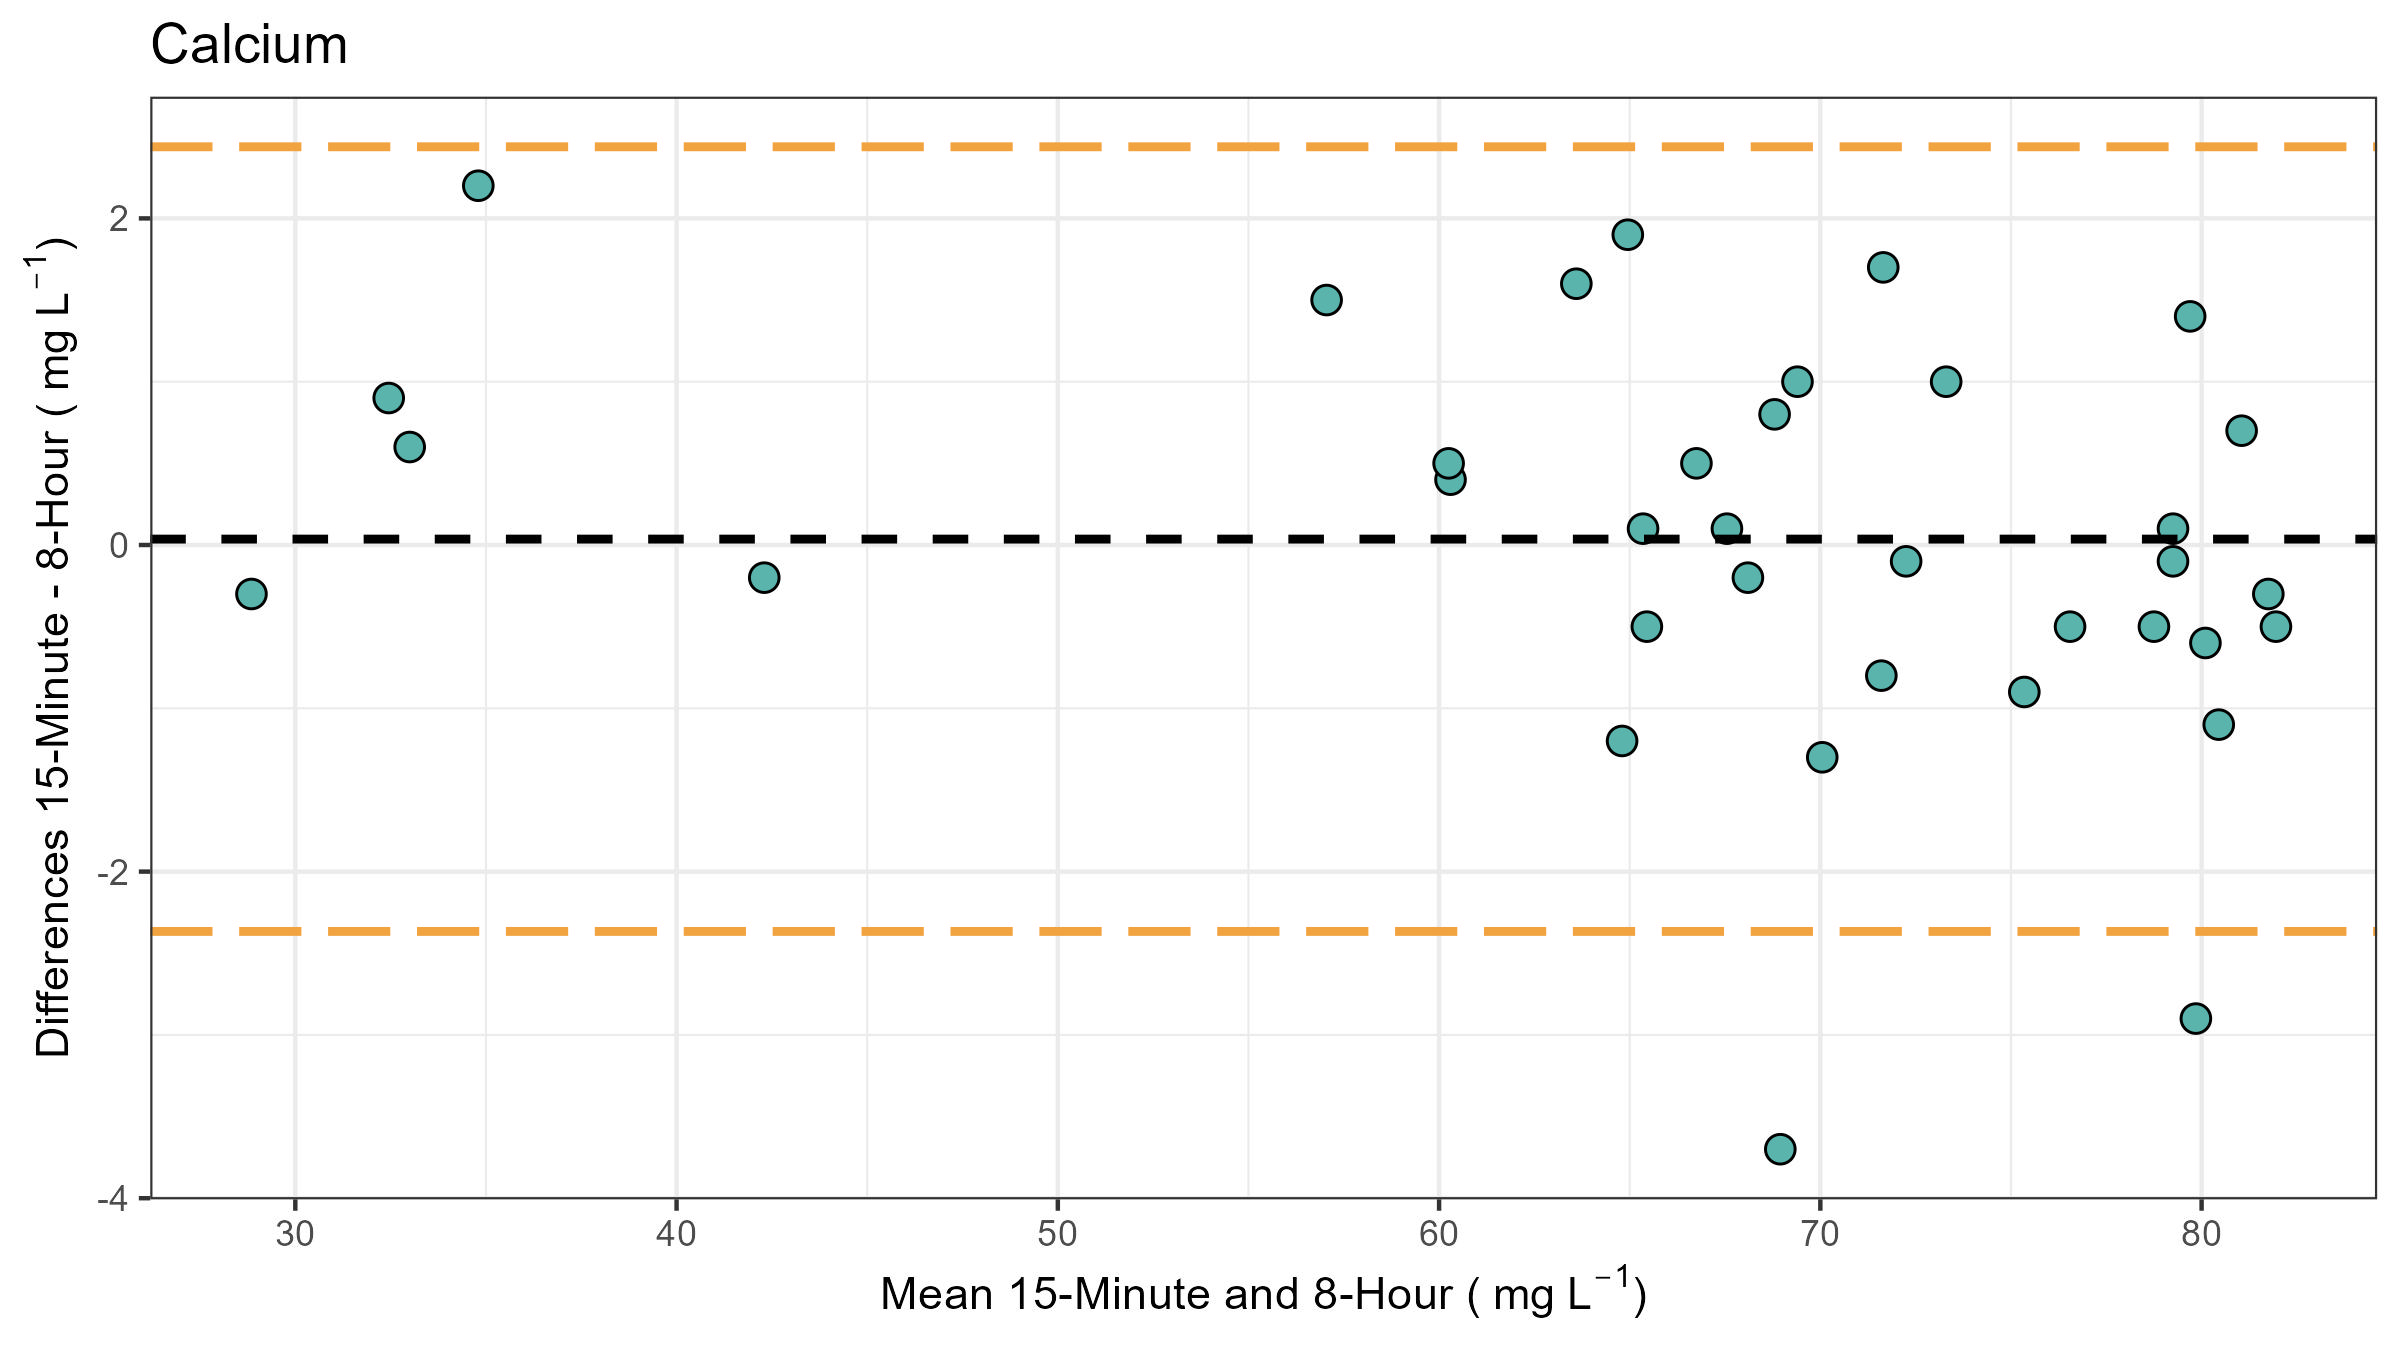 Calcium
Differences 15-Minute - 8-Hour ( mg L⁻¹)
2
0
-2
-4
30 40 50 60 70 80
Mean 15-Minute and 8-Hour ( mg L⁻¹)